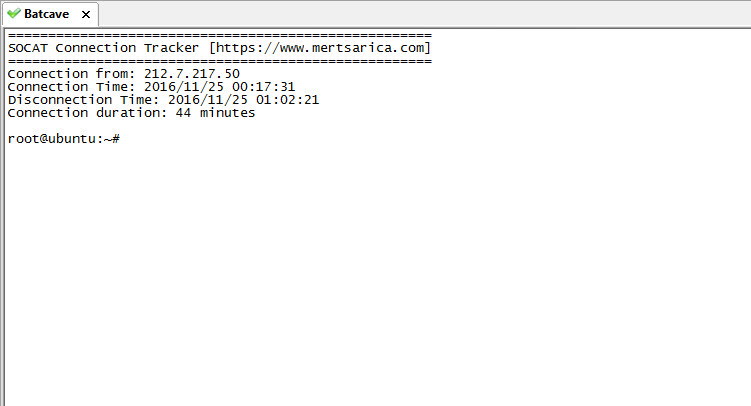 Batcave
=====================================================
SOCAT Connection Tracker [https://www.mertsarica.com]
=====================================================
Connection from: 212.7.217.50
Connection Time: 2016/11/25 00:17:31
Disconnection Time: 2016/11/25 01:02:21
Connection duration: 44 minutes
root@ubuntu:~#